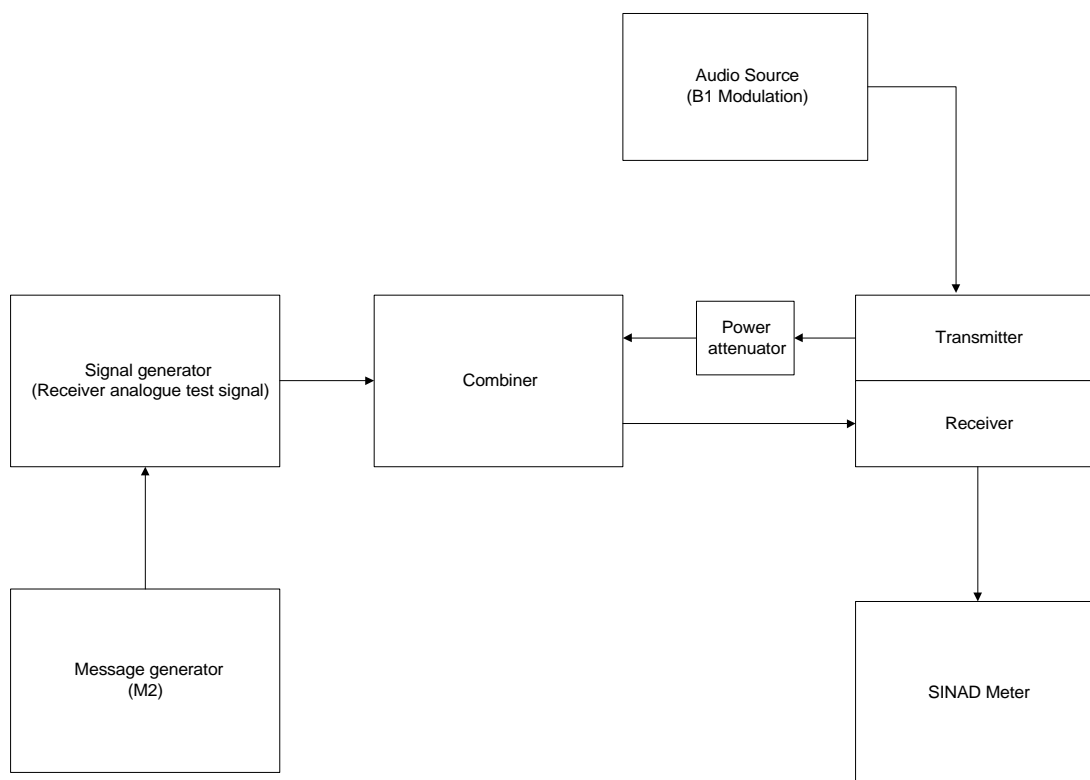 Audio Source
(B1 Modulation)
Power
attenuator
Transmitter
Signal generator
(Receiver analogue test signal)
Combiner
Receiver
Message generator
(M2)
SINAD Meter